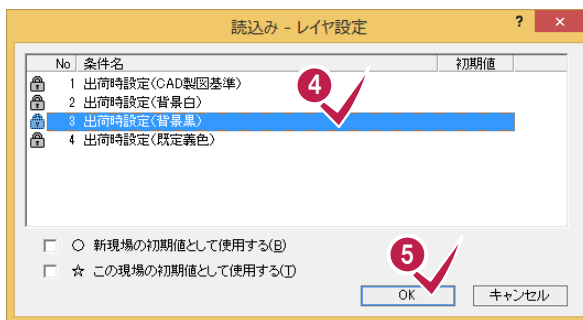 読込み - レイヤ設定
? ×
No 条件名 初期値
1 出荷時設定(CAD製図基準)
2 出荷時設定(背景白)
3 出荷時設定(背景黒)
4 出荷時設定(既定義色)
4
○ 新現場の初期値として使用する(B)
☆ この現場の初期値として使用する(T)
5
OK キャンセル